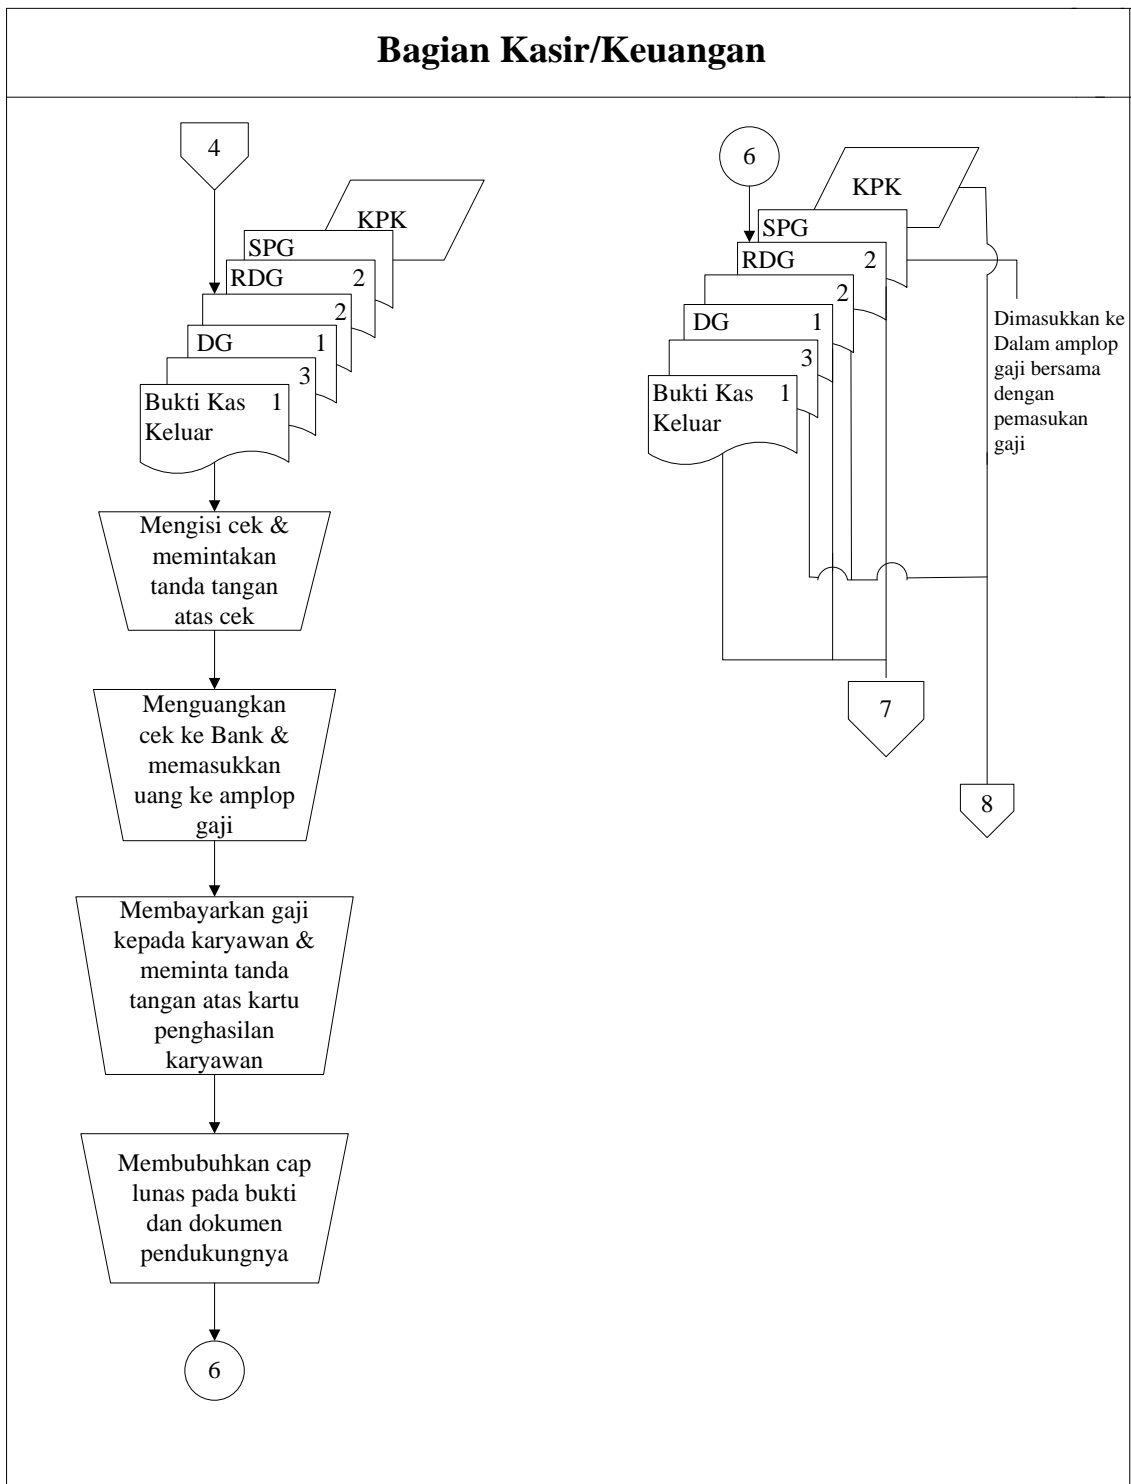 Bagian Kasir/Keuangan
4
KPK
SPG
RDG 2
2
DG 1
3
Bukti Kas 1
Keluar
Mengisi cek &
memintakan
tanda tangan
atas cek
Menguangkan
cek ke Bank &
memasukkan
uang ke amplop
gaji
Membayarkan gaji
kepada karyawan &
meminta tanda
tangan atas kartu
penghasilan
karyawan
Membubuhkan cap
lunas pada bukti
dan dokumen
pendukungnya
6
6
KPK
SPG
RDG 2
2
DG 1
3
Bukti Kas 1
Keluar
Dimasukkan ke
Dalam amplop
gaji bersama
dengan
pemasukan
gaji
7
8